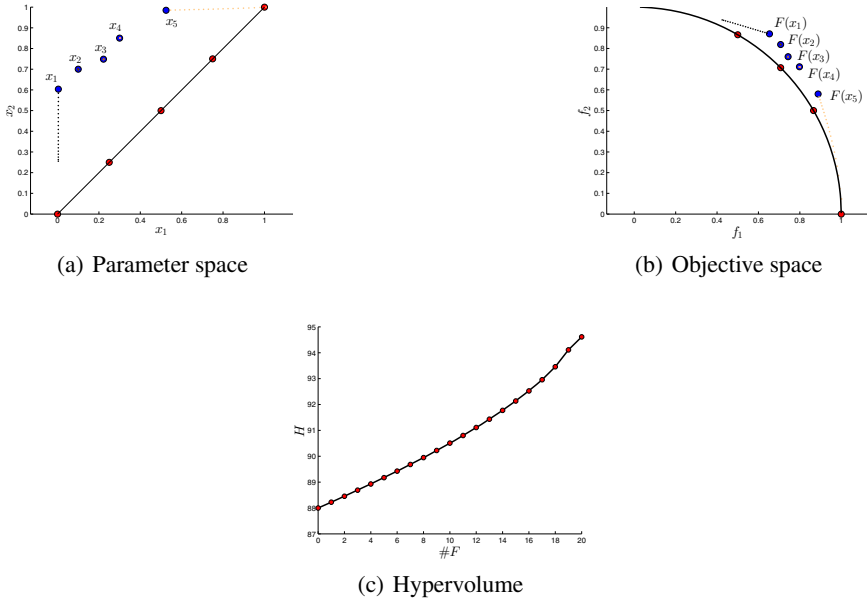 1
0.9
0.8
0.7
0.6
0.5
0.4
0.3
0.2
0.1
0
x₂
x₁
x₂
x₃
x₄
x₅
0 0.2 0.4 0.6 0.8 1
x₁
(a) Parameter space
1
0.9
0.8
0.7
0.6
0.5
0.4
0.3
0.2
0.1
0
f₂
F(x₁)
F(x₂)
F(x₃)
F(x₄)
F(x₅)
0 0.2 0.4 0.6 0.8 1
f₁
(b) Objective space
95
94
93
92
91
90
89
88
87
H
0 2 4 6 8 10 12 14 16 18 20
#F
(c) Hypervolume